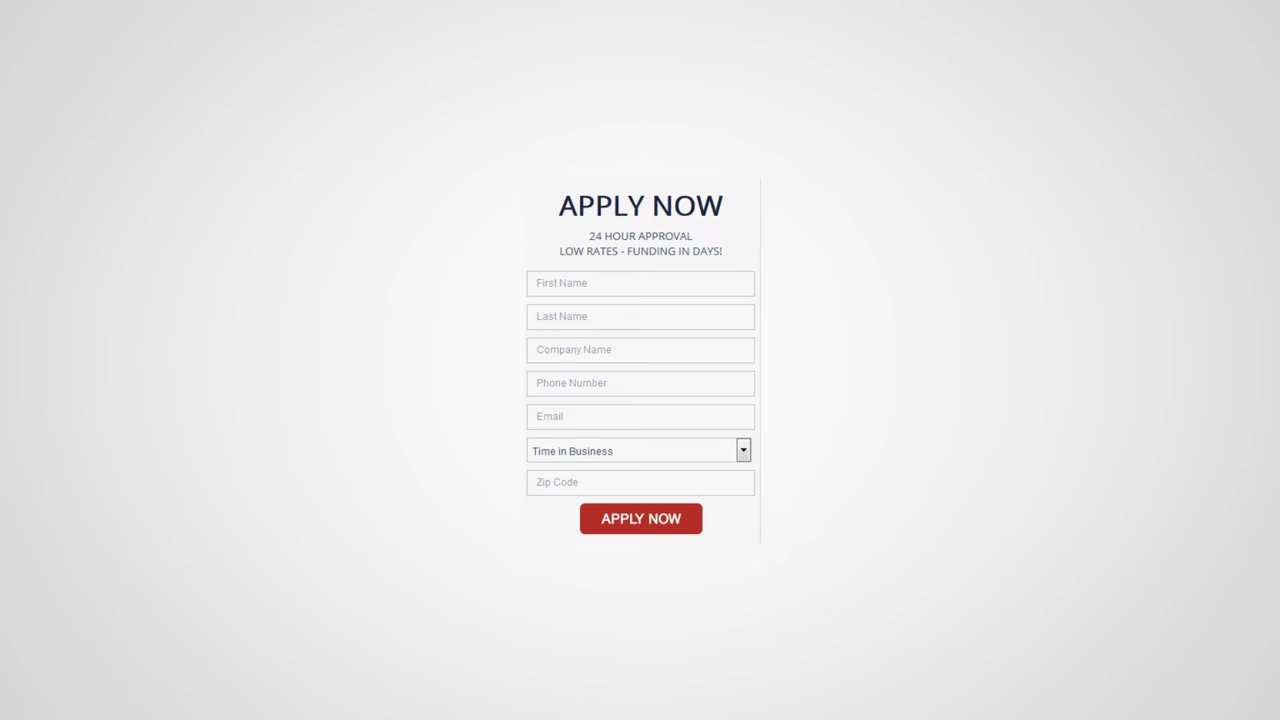 APPLY NOW
24 HOUR APPROVAL
LOW RATES - FUNDING IN DAYS!
First Name
Last Name
Company Name
Phone Number
Email
Time in Business
Zip Code
APPLY NOW